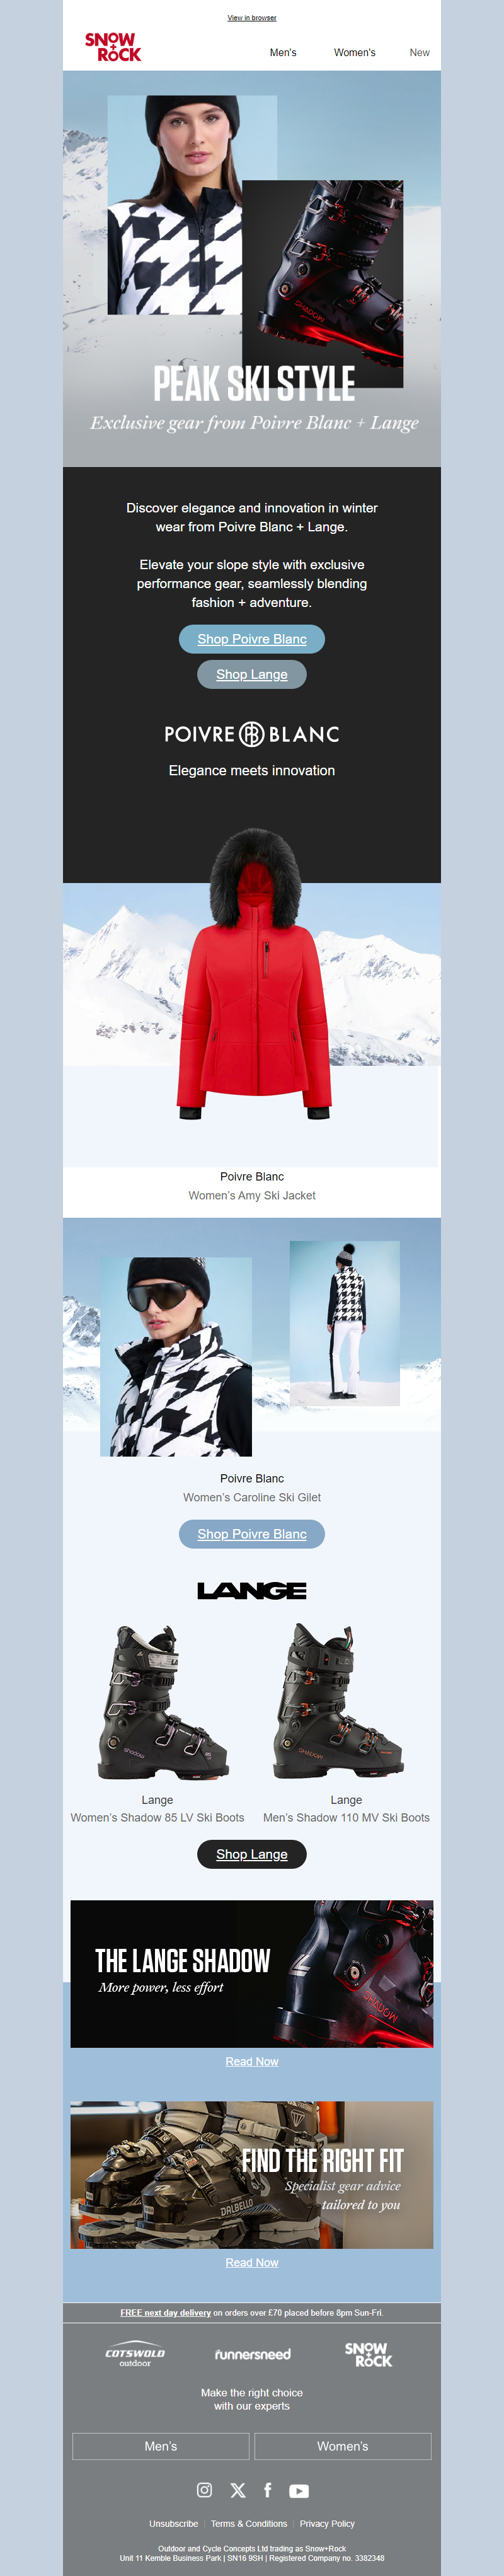 View in browser
SNOW
+ROCK
Men's
Women's
New
SHADOW
PEAK SKI STYLE
Exclusive gear from Poivre Blanc + Lange
Discover elegance and innovation in winter
wear from Poivre Blanc + Lange.
Elevate your slope style with exclusive
performance gear, seamlessly blending
fashion + adventure.
Shop Poivre Blanc
Shop Lange
POIVRE PB BLANC
Elegance meets innovation
Poivre Blanc
Women's Amy Ski Jacket
Poivre Blanc
Women's Caroline Ski Gilet
Shop Poivre Blanc
LANGE
shadow
SHADOW
Lange
Women's Shadow 85 LV Ski Boots
Lange
Men's Shadow 110 MV Ski Boots
Shop Lange
THE LANGE SHADOW
More power, less effort
SHADOW
Read Now
FIND THE RIGHT FIT
Specialist gear advice
tailored to you
DALBELLO
Read Now
FREE next day delivery on orders over £70 placed before 8pm Sun-Fri.
COTSWOLD
outdoor
runnersneed
SNOW
+ROCK
Make the right choice
with our experts
Men's
Women's
Unsubscribe | Terms & Conditions | Privacy Policy
Outdoor and Cycle Concepts Ltd trading as Snow+Rock
Unit 11 Kemble Business Park | SN16 9SH | Registered Company no. 3382348